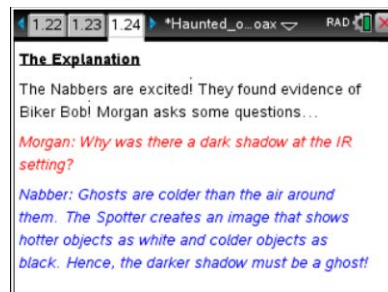 1.22 1.23 1.24 *Haunted_o…oax RAD
The Explanation
The Nabbers are excited! They found evidence of
Biker Bob! Morgan asks some questions…
Morgan: Why was there a dark shadow at the IR
setting?
Nabber: Ghosts are colder than the air around
them. The Spotter creates an image that shows
hotter objects as white and colder objects as
black. Hence, the darker shadow must be a ghost!